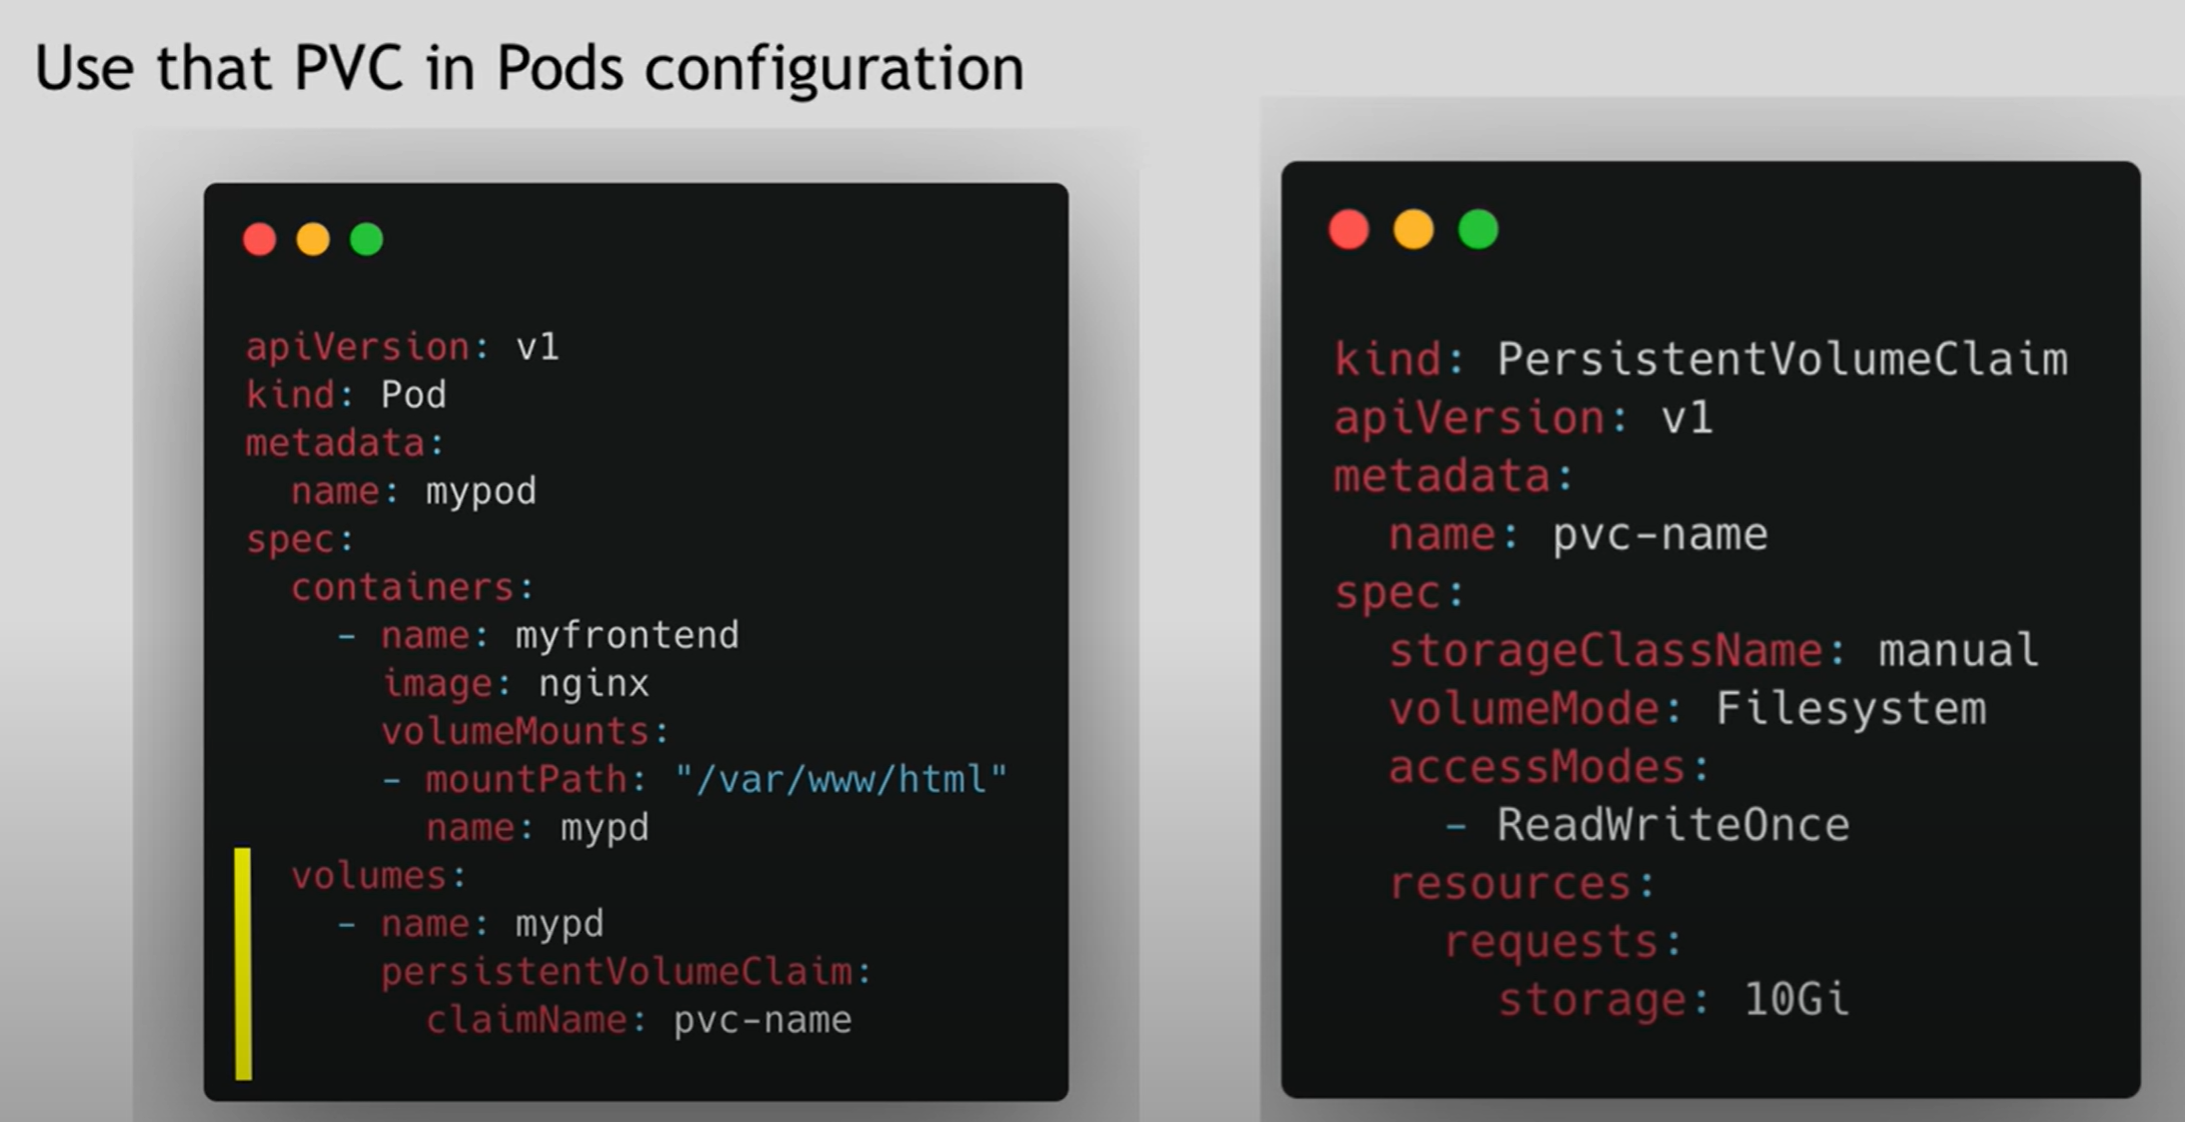 Use that PVC in Pods configuration
apiVersion: v1
kind: Pod
metadata:
  name: mypod
spec:
  containers:
    - name: myfrontend
      image: nginx
      volumeMounts:
      - mountPath: "/var/www/html"
        name: mypd
  volumes:
    - name: mypd
      persistentVolumeClaim:
        claimName: pvc-name
kind: PersistentVolumeClaim
apiVersion: v1
metadata:
  name: pvc-name
spec:
  storageClassName: manual
  volumeMode: Filesystem
  accessModes:
    - ReadWriteOnce
  resources:
    requests:
      storage: 10Gi